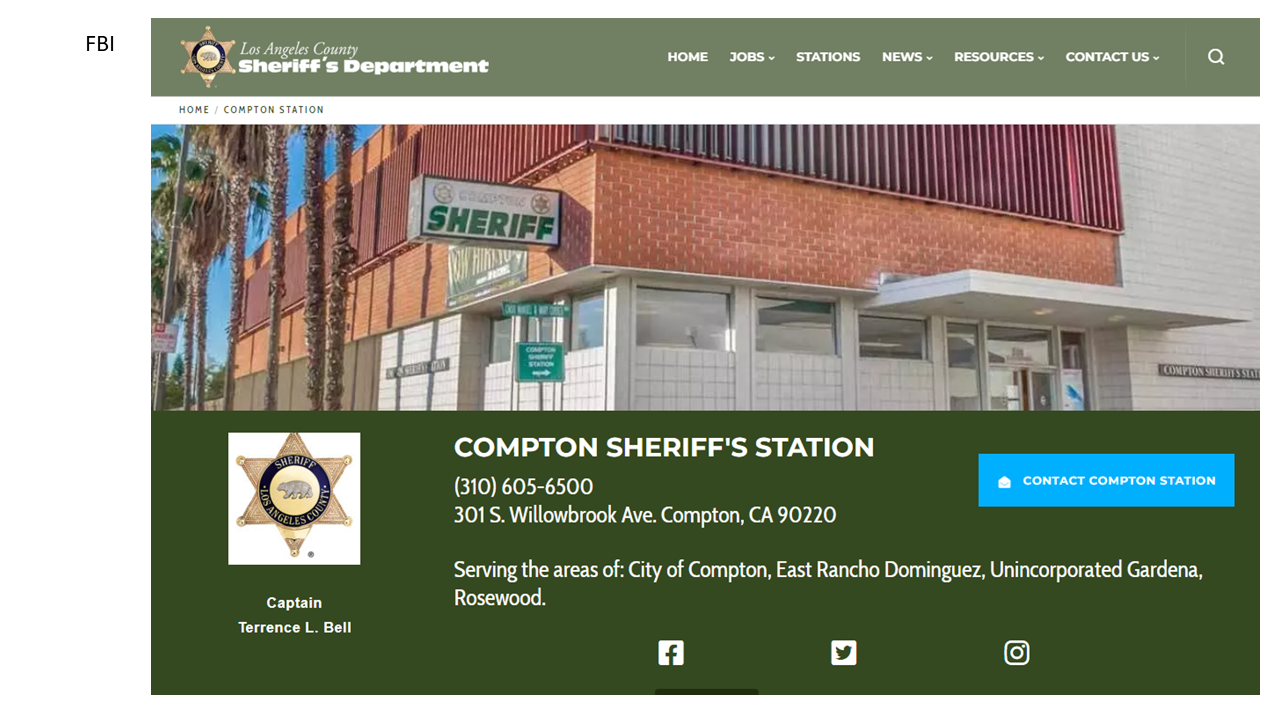 FBI
Los Angeles County
Sheriff's Department
HOME JOBS STATIONS NEWS RESOURCES CONTACT US
HOME / COMPTON STATION
COMPTON
SHERIFF
COMPTON
SHERIFF
STATION
COMPTON SHERIFF'S STAT
SHERIFF
LOS ANGELES COUNTY
®
Captain
Terrence L. Bell
COMPTON SHERIFF'S STATION
(310) 605-6500
301 S. Willowbrook Ave. Compton, CA 90220
CONTACT COMPTON STATION
Serving the areas of: City of Compton, East Rancho Dominguez, Unincorporated Gardena,
Rosewood.